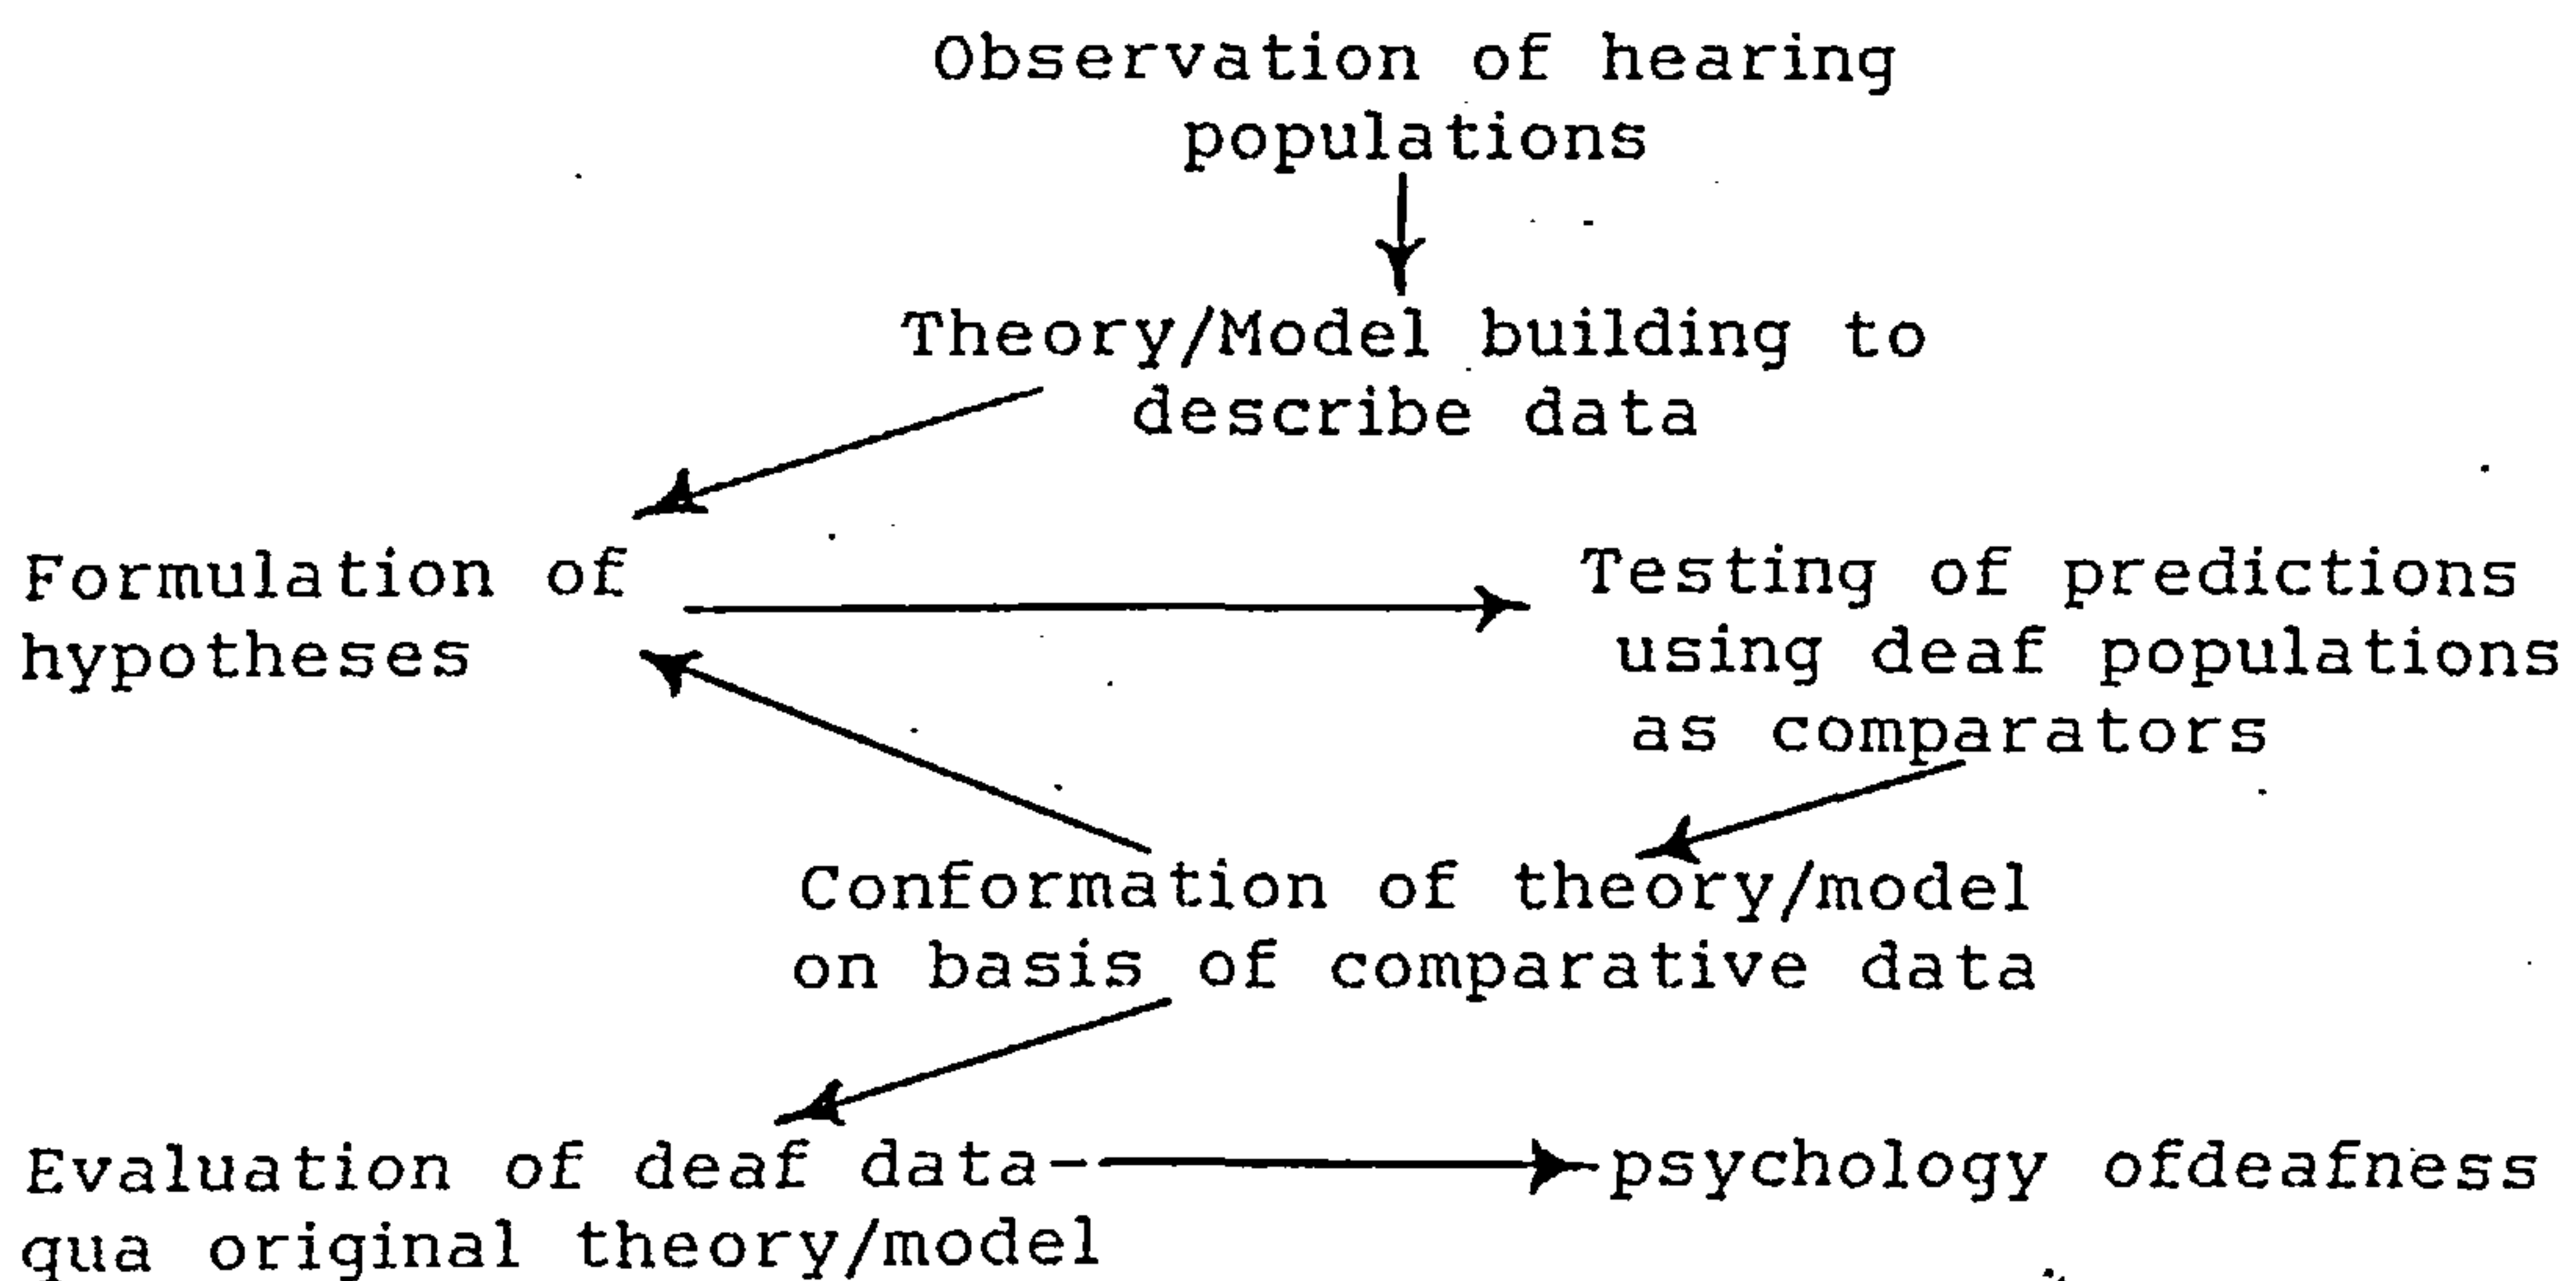 Observation of hearing
populations
Theory/Model building to
describe data
Formulation of
hypotheses
Testing of predictions
using deaf populations
as comparators
Conformation of theory/model
on basis of comparative data
Evaluation of deaf data
qua original theory/model
psychology ofdeafness